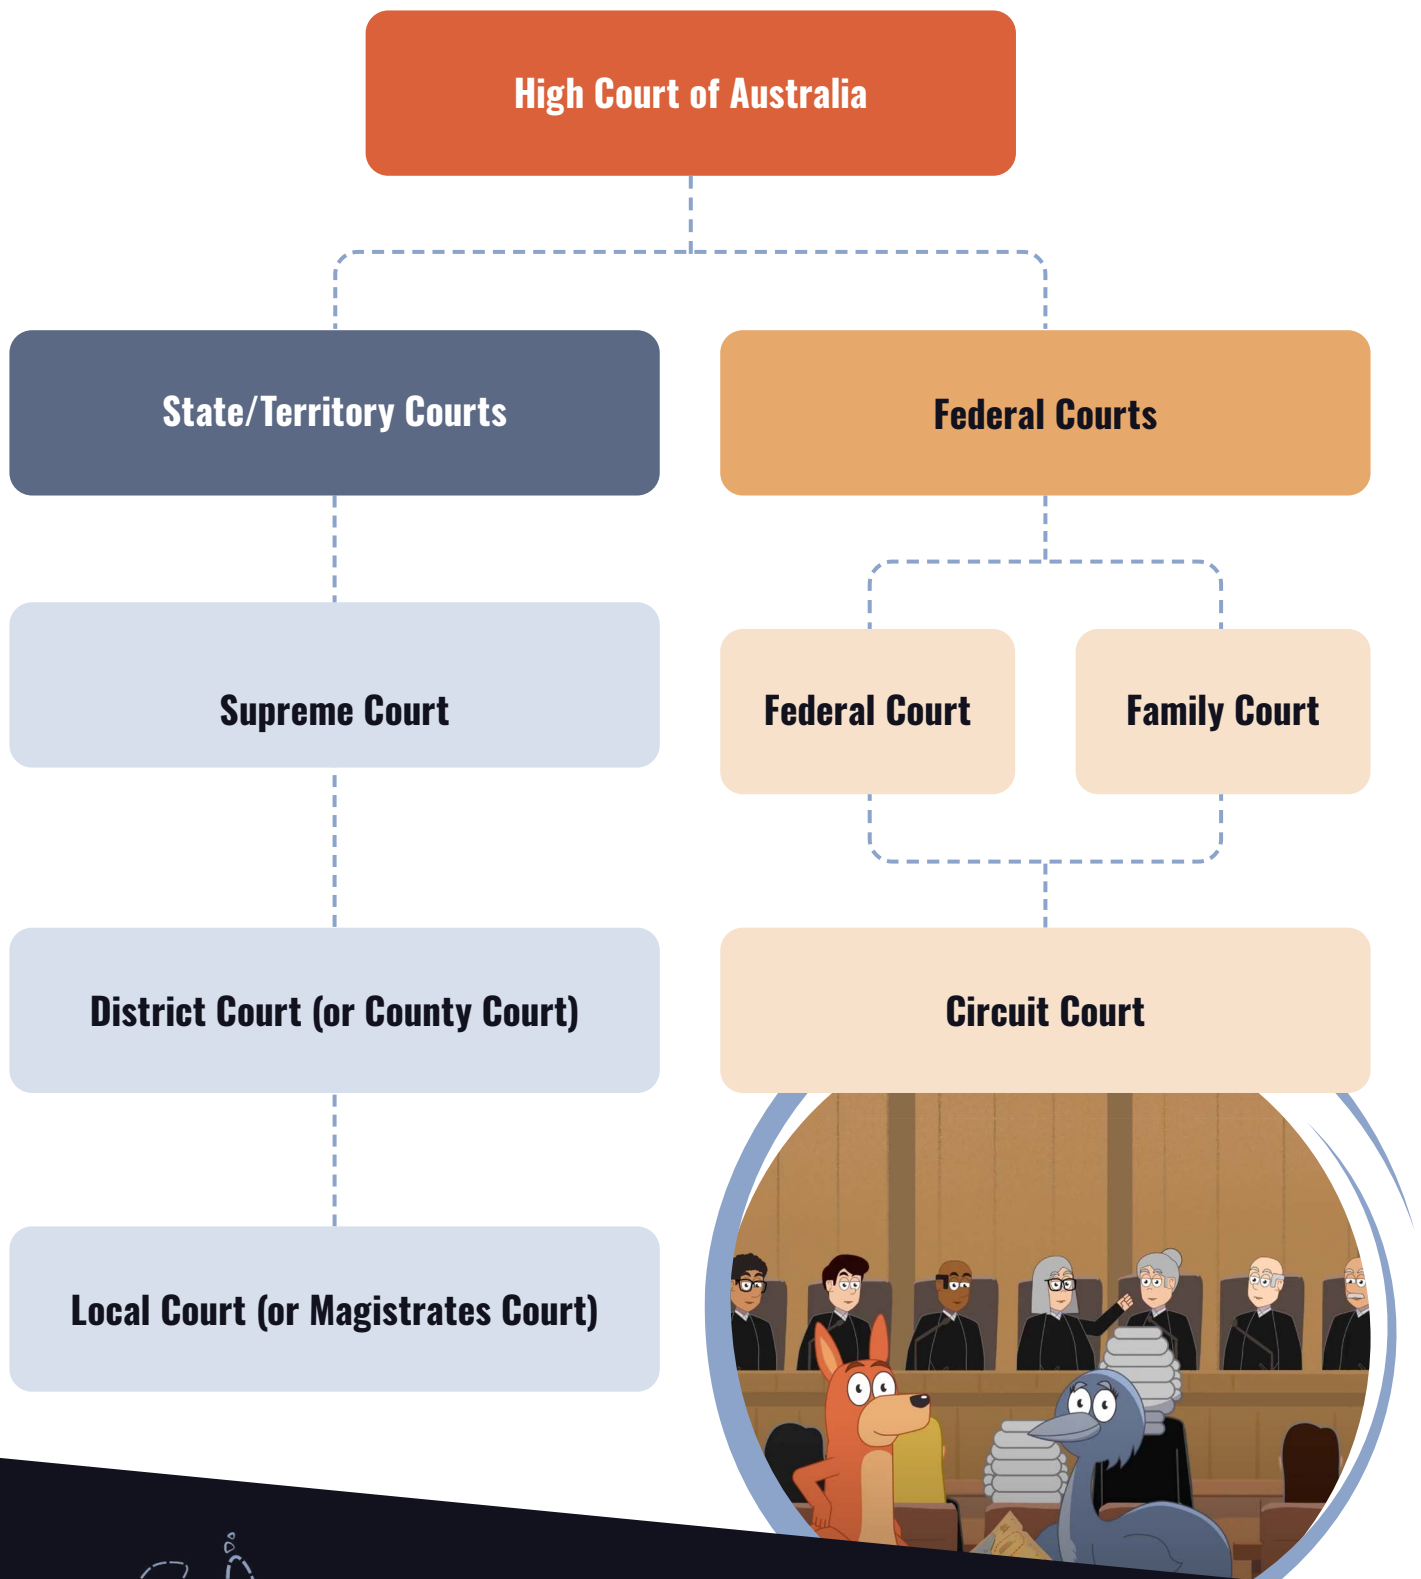 High Court of Australia
State/Territory Courts
Federal Courts
Supreme Court
Federal Court
Family Court
District Court (or County Court)
Circuit Court
Local Court (or Magistrates Court)